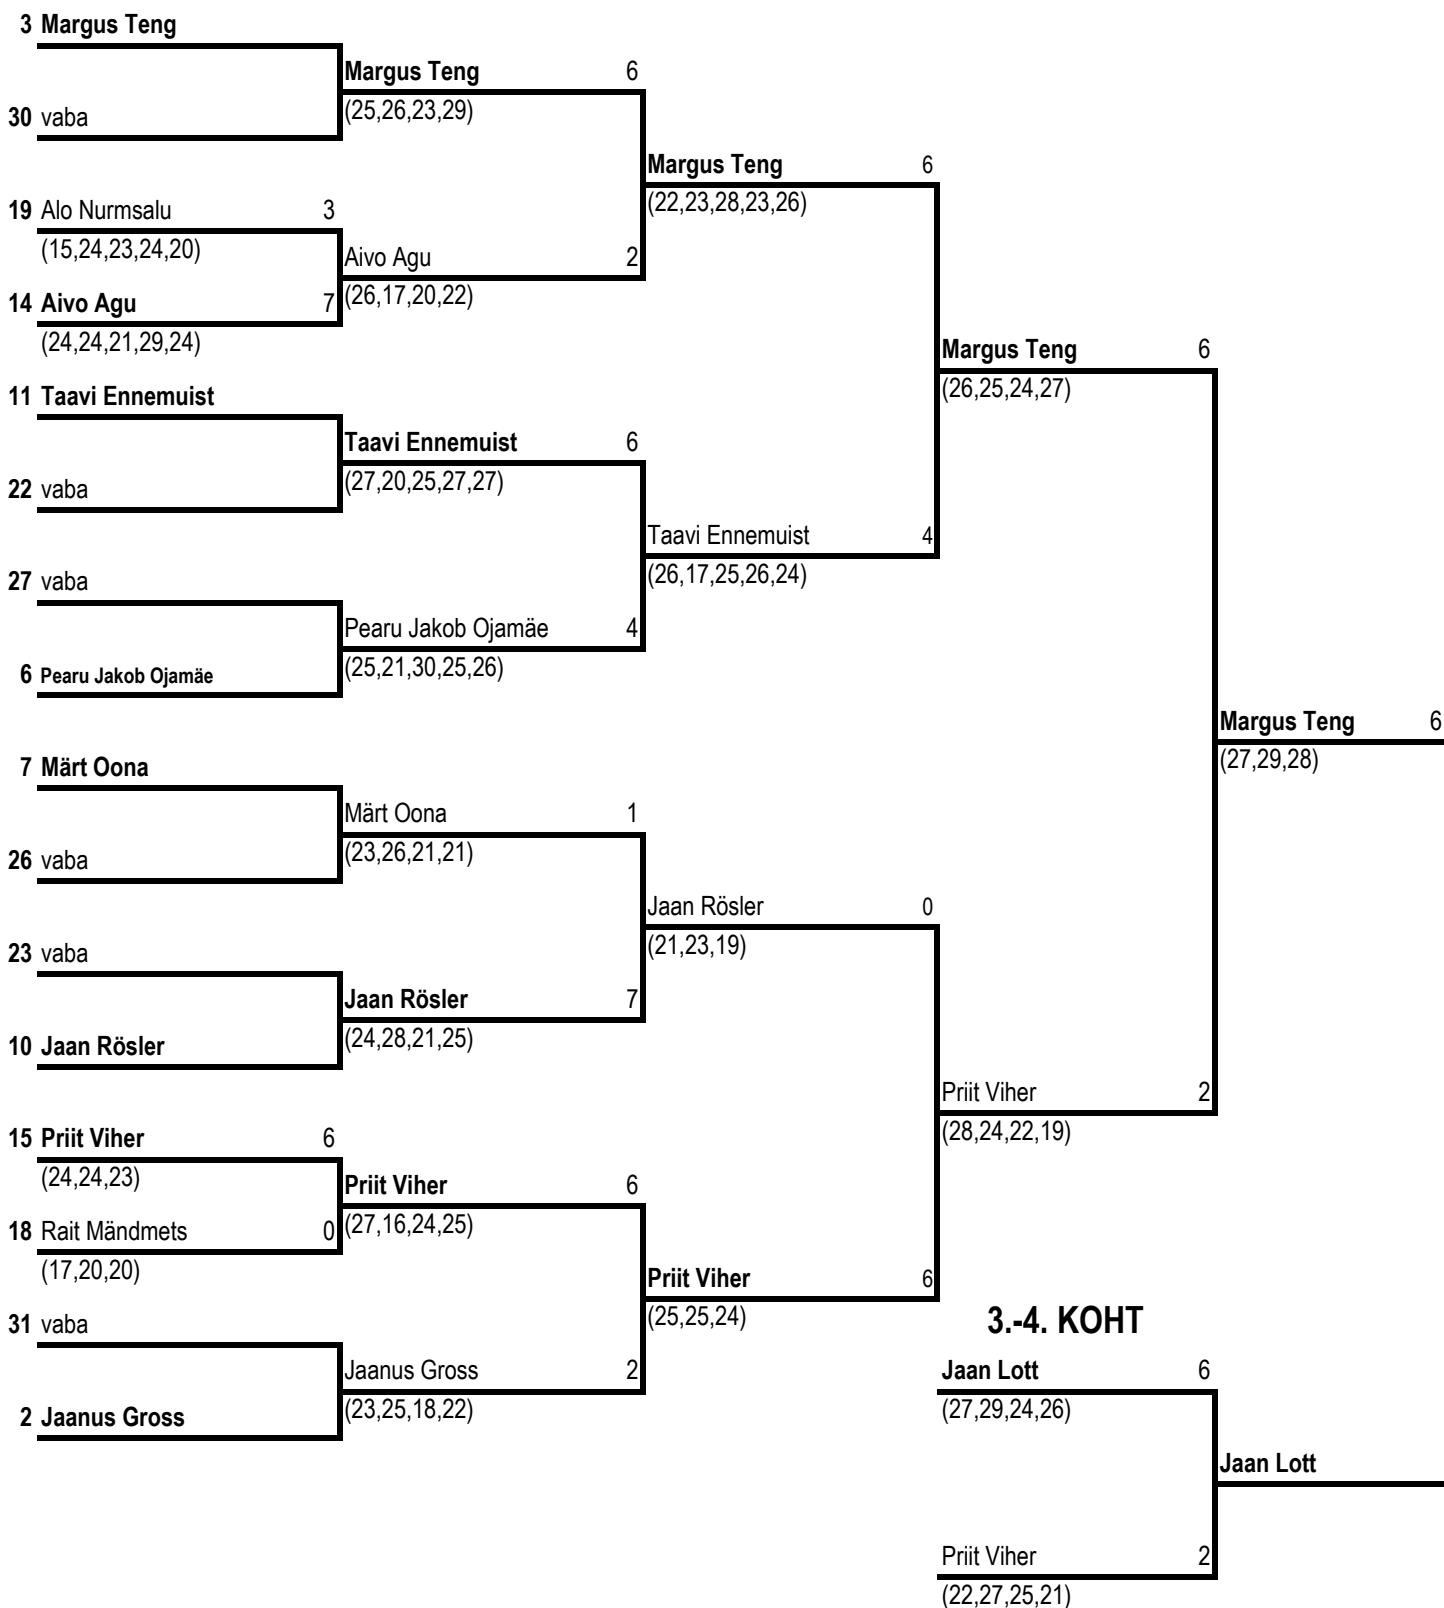 3 Margus Teng
Margus Teng 6
30 vaba
(25,26,23,29)
Margus Teng 6
19 Alo Nurmsalu 3
(22,23,28,23,26)
(15,24,23,24,20)
Aivo Agu 2
14 Aivo Agu 7
(26,17,20,22)
(24,24,21,29,24)
Margus Teng 6
11 Taavi Ennemuist
(26,25,24,27)
Taavi Ennemuist 6
22 vaba
(27,20,25,27,27)
Taavi Ennemuist 4
27 vaba
(26,17,25,26,24)
Pearu Jakob Ojamäe 4
6 Pearu Jakob Ojamäe
(25,21,30,25,26)
Margus Teng 6
7 Märt Oona
(27,29,28)
Märt Oona 1
26 vaba
(23,26,21,21)
Jaan Rösler 0
23 vaba
(21,23,19)
Jaan Rösler 7
10 Jaan Rösler
(24,28,21,25)
Priit Viher 2
15 Priit Viher 6
(28,24,22,19)
(24,24,23)
Priit Viher 6
18 Rait Mändmets 0
(27,16,24,25)
(17,20,20)
Priit Viher 6
31 vaba
(25,25,24)
3.-4. KOHT
Jaanus Gross 2
Jaan Lott 6
2 Jaanus Gross
(23,25,18,22)
(27,29,24,26)
Jaan Lott
Priit Viher 2
(22,27,25,21)